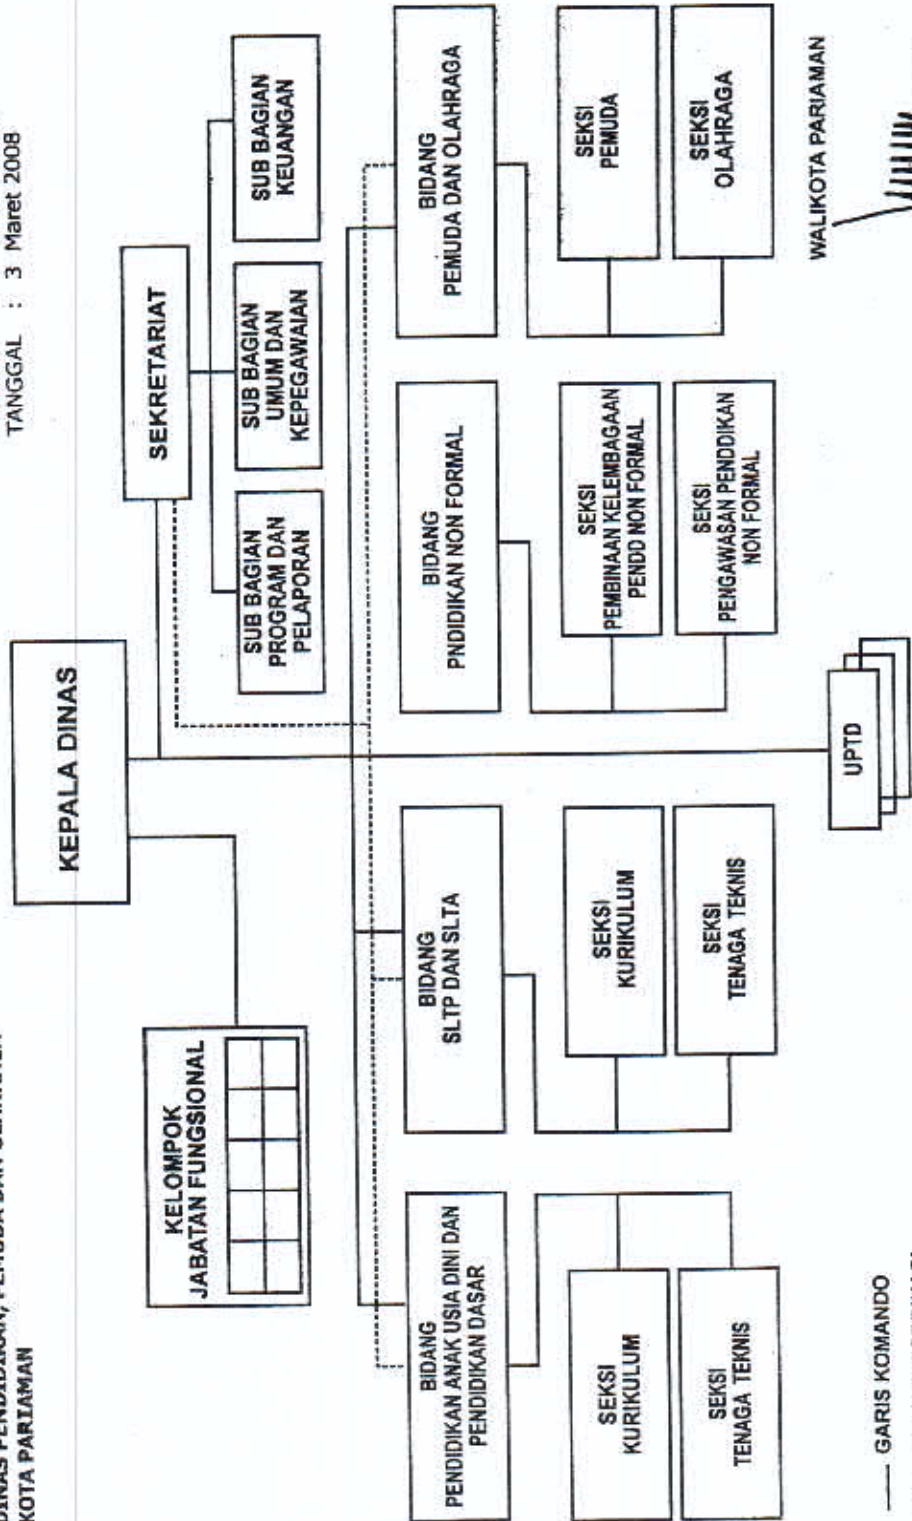 DINAS PENDIDIKAN, PEMUDA DAN OLAHRAGA
KOTA PARIAMAN
TANGGAL : 3 Maret 2008
KEPALA DINAS
KELOMPOK
JABATAN FUNGSIONAL
SEKRETARIAT
SUB BAGIAN
PROGRAM DAN
PELAPORAN
SUB BAGIAN
UMUM DAN
KEPEGAWAIAN
SUB BAGIAN
KEUANGAN
BIDANG
PENDIDIKAN ANAK USIA DINI DAN
PENDIDIKAN DASAR
BIDANG
SLTP DAN SLTA
BIDANG
PNDIDIKAN NON FORMAL
BIDANG
PEMUDA DAN OLAHRAGA
SEKSI
KURIKULUM
SEKSI
TENAGA TEKNIS
SEKSI
KURIKULUM
SEKSI
TENAGA TEKNIS
SEKSI
PEMBINAAN KELEMBAGAAN
PENDD NON FORMAL
SEKSI
PENGAWASAN PENDDIKAN
NON FORMAL
SEKSI
PEMUDA
SEKSI
OLAHRAGA
UPTD
GARIS KOMANDO
WALIKOTA PARIAMAN